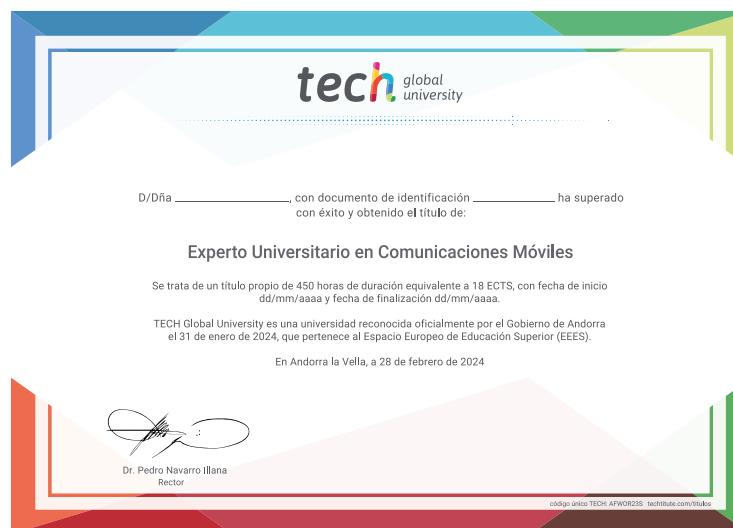 tech global university
D/Dña ____________________, con documento de identificación ______________ ha superado
con éxito y obtenido el título de:
Experto Universitario en Comunicaciones Móviles
Se trata de un título propio de 450 horas de duración equivalente a 18 ECTS, con fecha de inicio
dd/mm/aaaa y fecha de finalización dd/mm/aaaa.
TECH Global University es una universidad reconocida oficialmente por el Gobierno de Andorra
el 31 de enero de 2024, que pertenece al Espacio Europeo de Educación Superior (EEES).
En Andorra la Vella, a 28 de febrero de 2024
Dr. Pedro Navarro Illana
Rector
código único TECH: AFWOR23S techtitute.com/titulos